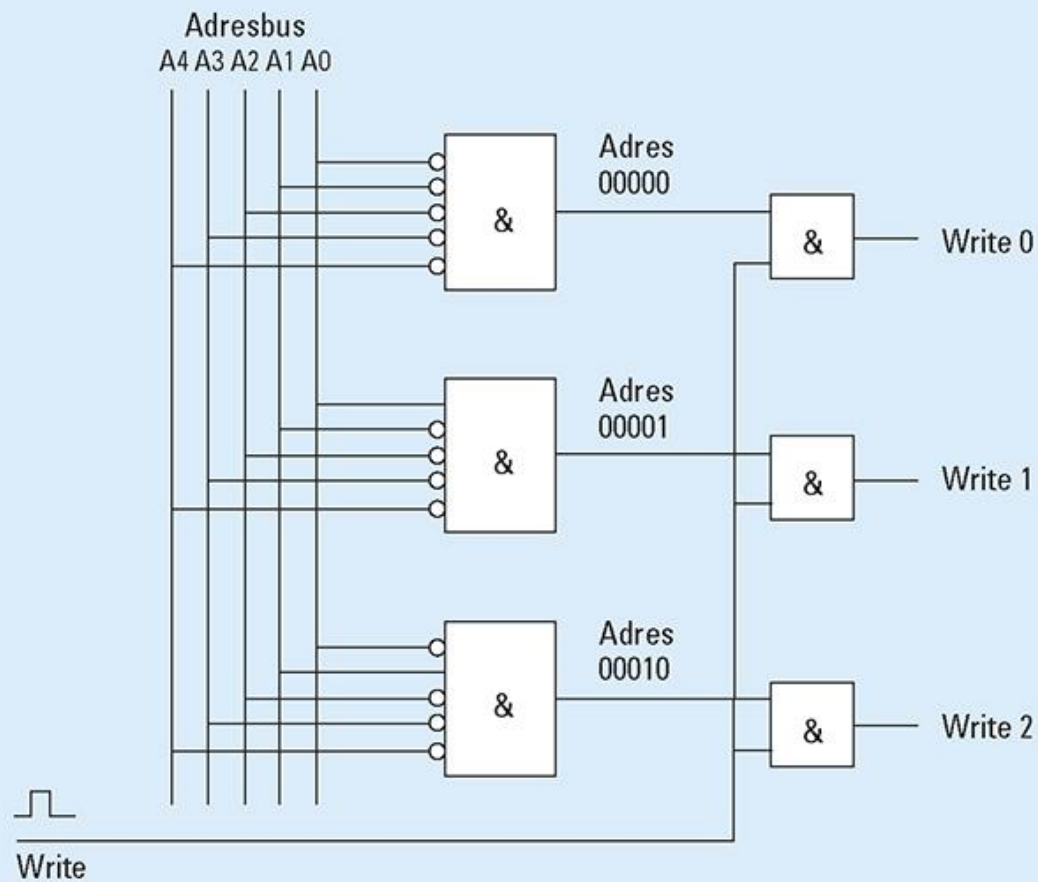 Adresbus
A4 A3 A2 A1 A0
Adres
00000
&
&
Write 0
Adres
00001
&
&
Write 1
Adres
00010
&
&
Write 2
Write